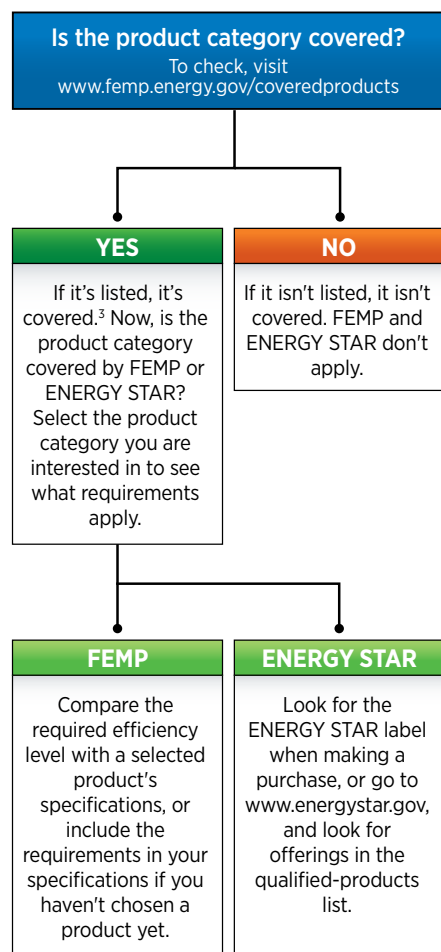 Is the product category covered?
To check, visit
www.femp.energy.gov/coveredproducts
YES
If it’s listed, it’s
covered.³ Now, is the
product category
covered by FEMP or
ENERGY STAR?
Select the product
category you are
interested in to see
what requirements
apply.
NO
If it isn't listed, it isn't
covered. FEMP and
ENERGY STAR don't
apply.
FEMP
Compare the
required efficiency
level with a selected
product's
specifications, or
include the
requirements in your
specifications if you
haven't chosen a
product yet.
ENERGY STAR
Look for the
ENERGY STAR label
when making a
purchase, or go to
www.energystar.gov,
and look for
offerings in the
qualified-products
list.